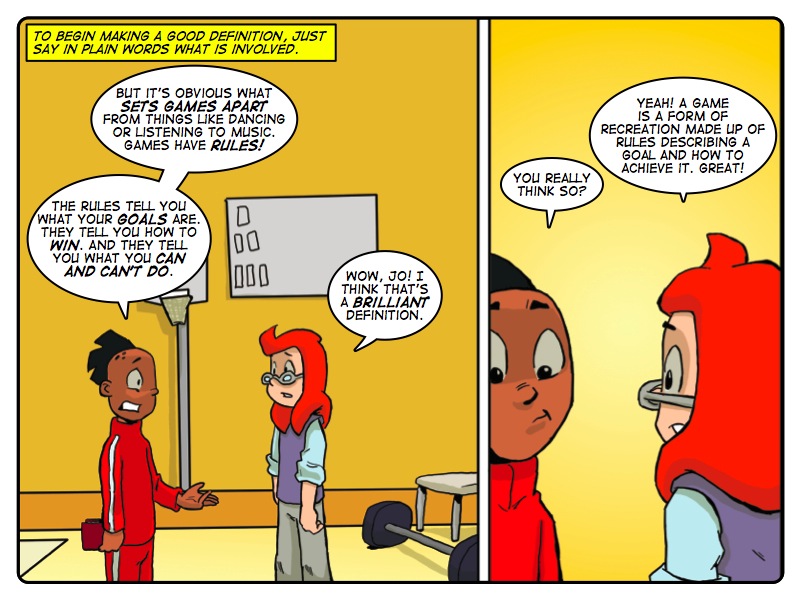 TO BEGIN MAKING A GOOD DEFINITION, JUST
SAY IN PLAIN WORDS WHAT IS INVOLVED.
BUT IT'S OBVIOUS WHAT
SETS GAMES APART
FROM THINGS LIKE DANCING
OR LISTENING TO MUSIC.
GAMES HAVE RULES!
THE RULES TELL YOU
WHAT YOUR GOALS ARE.
THEY TELL YOU HOW TO
WIN. AND THEY TELL
YOU WHAT YOU CAN
AND CAN'T DO.
WOW, JO! I
THINK THAT'S
A BRILLIANT
DEFINITION.
YOU REALLY
THINK SO?
YEAH! A GAME
IS A FORM OF
RECREATION MADE UP OF
RULES DESCRIBING A
GOAL AND HOW TO
ACHIEVE IT. GREAT!